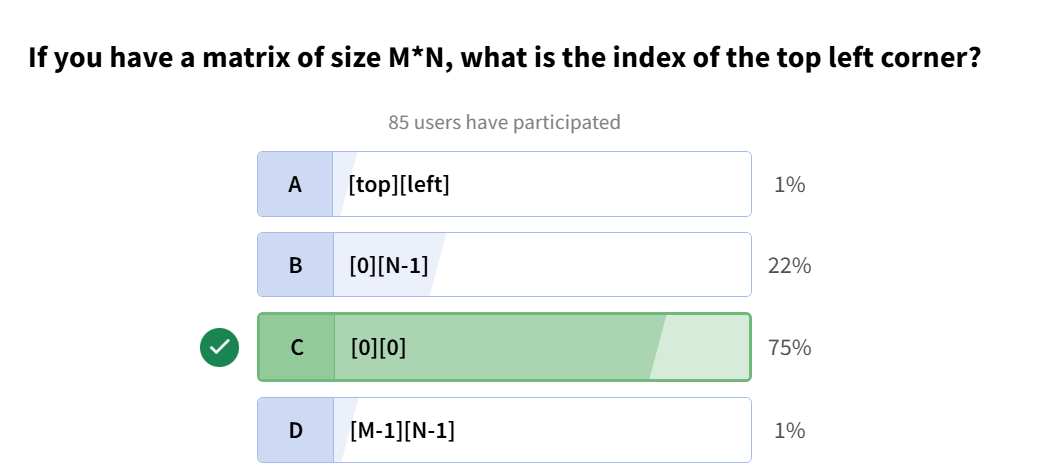 If you have a matrix of size M*N, what is the index of the top left corner?
85 users have participated
A [top][left] 1%
B [0][N-1] 22%
C [0][0] 75%
D [M-1][N-1] 1%